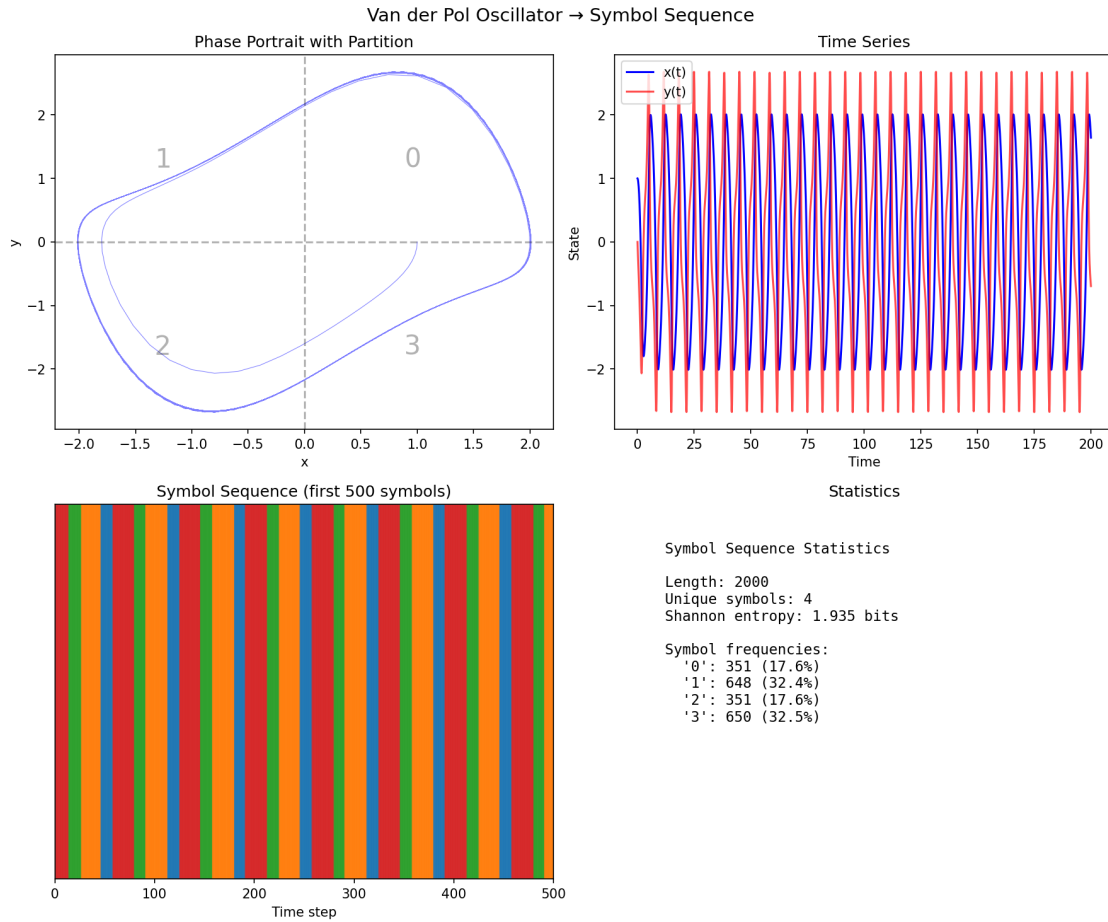 Van der Pol Oscillator → Symbol Sequence
Phase Portrait with Partition
1
0
2
3
2
1
0
−1
−2
y
−2.0 −1.5 −1.0 −0.5 0.0 0.5 1.0 1.5 2.0
x
Time Series
x(t)
y(t)
2
1
0
−1
−2
State
0 25 50 75 100 125 150 175 200
Time
Symbol Sequence (first 500 symbols)
0 100 200 300 400 500
Time step
Statistics
Symbol Sequence Statistics
Length: 2000
Unique symbols: 4
Shannon entropy: 1.935 bits
Symbol frequencies:
'0': 351 (17.6%)
'1': 648 (32.4%)
'2': 351 (17.6%)
'3': 650 (32.5%)